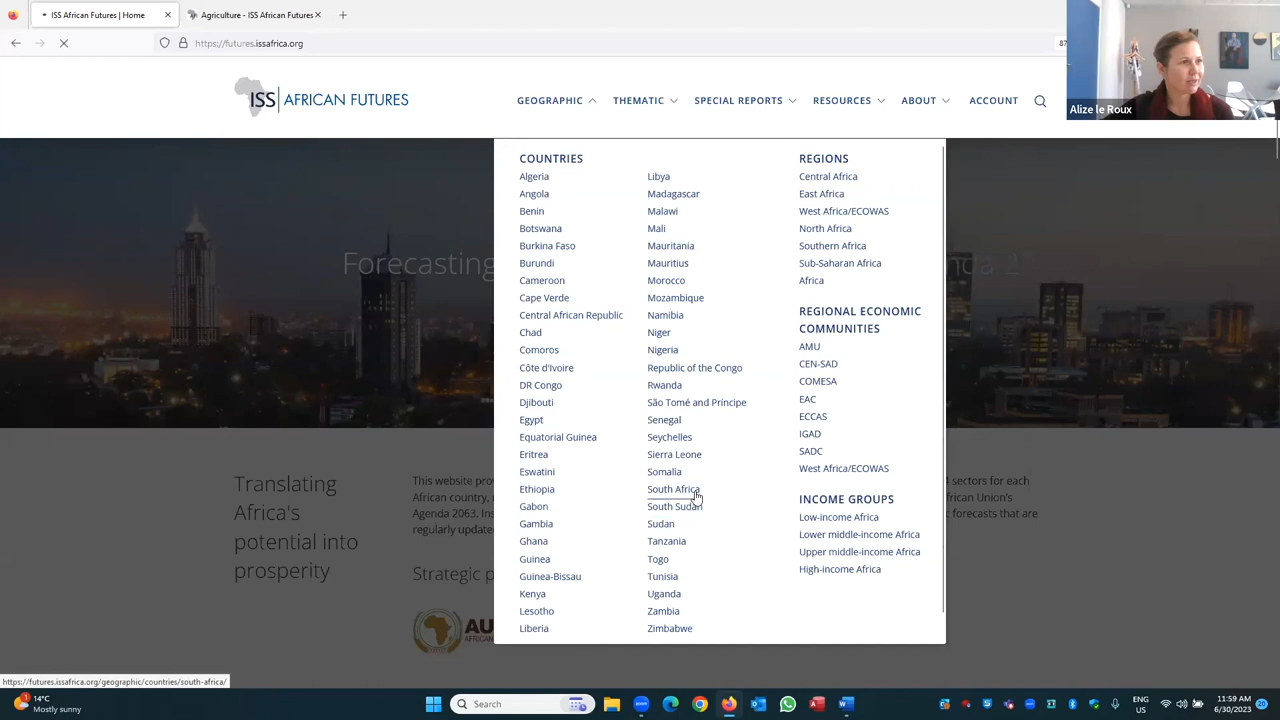 ISS African Futures | Home
Agriculture - ISS African Futures
https://futures.issafrica.org
87
ISS AFRICAN FUTURES
GEOGRAPHIC THEMATIC SPECIAL REPORTS RESOURCES ABOUT ACCOUNT
Alize le Roux
COUNTRIES
Algeria
Angola
Benin
Botswana
Burkina Faso
Burundi
Cameroon
Cape Verde
Central African Republic
Chad
Comoros
Côte d'Ivoire
DR Congo
Djibouti
Egypt
Equatorial Guinea
Eritrea
Eswatini
Ethiopia
Gabon
Gambia
Ghana
Guinea
Guinea-Bissau
Kenya
Lesotho
Liberia
Libya
Madagascar
Malawi
Mali
Mauritania
Mauritius
Morocco
Mozambique
Namibia
Niger
Nigeria
Republic of the Congo
Rwanda
São Tomé and Príncipe
Senegal
Seychelles
Sierra Leone
Somalia
South Africa
South Sudan
Sudan
Tanzania
Togo
Tunisia
Uganda
Zambia
Zimbabwe
REGIONS
Central Africa
East Africa
West Africa/ECOWAS
North Africa
Southern Africa
Sub-Saharan Africa
Africa
REGIONAL ECONOMIC
COMMUNITIES
AMU
CEN-SAD
COMESA
EAC
ECCAS
IGAD
SADC
West Africa/ECOWAS
INCOME GROUPS
Low-income Africa
Lower middle-income Africa
Upper middle-income Africa
High-income Africa
Forecasting
Translating
Africa's
potential into
prosperity
This website prov
African country,
regularly update
sectors for each
African Union's
forecasts that are
Strategic p
AU
AFRICA
https://futures.issafrica.org/geographic/countries/south-africa/
1
14°C
Mostly sunny
Search
ENG
US
11:59 AM
6/30/2023
20